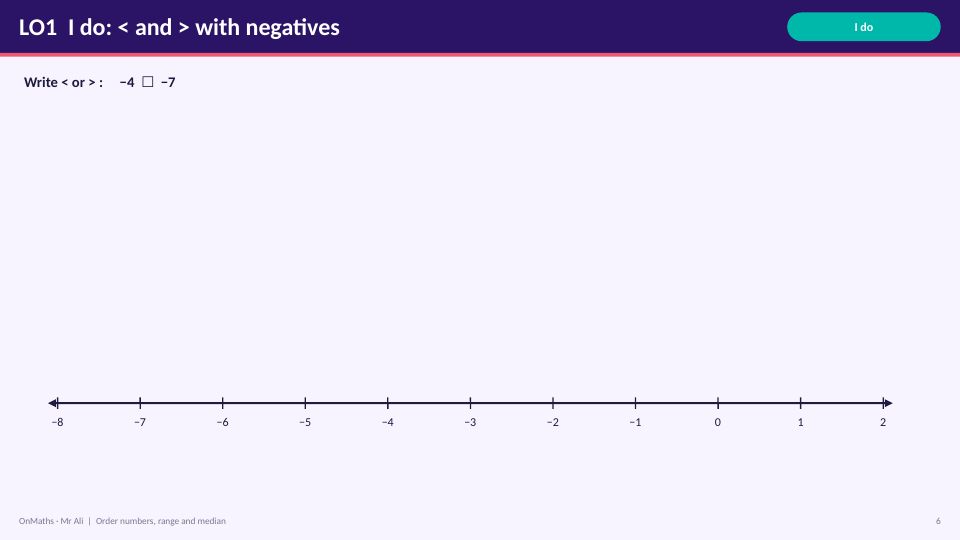 LO1 I do: < and > with negatives
I do
Write < or > : −4 □ −7
−8 −7 −6 −5 −4 −3 −2 −1 0 1 2
OnMaths - Mr Ali | Order numbers, range and median
6